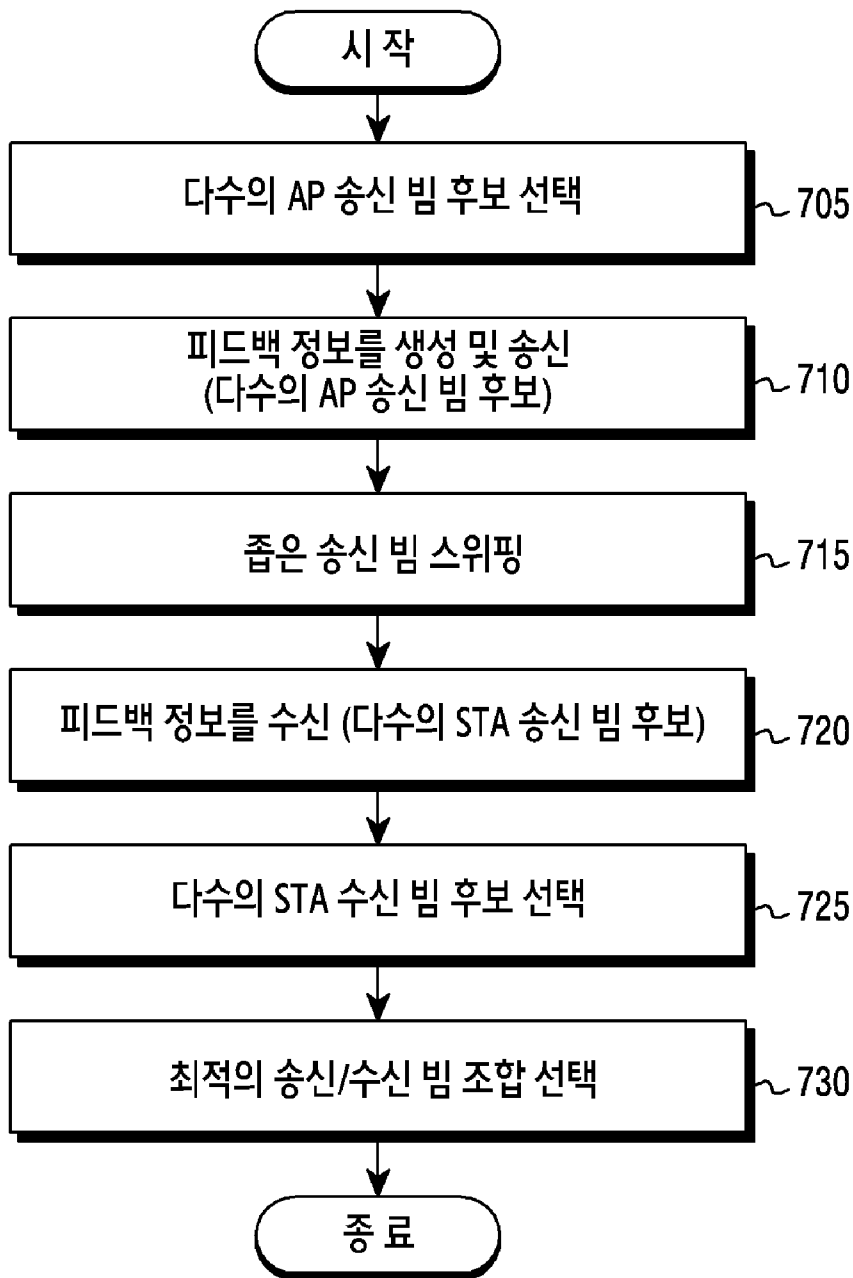 시 작
다수의 AP 송신 빔 후보 선택
705
피드백 정보를 생성 및 송신
(다수의 AP 송신 빔 후보)
710
좁은 송신 빔 스위핑
715
피드백 정보를 수신 (다수의 STA 송신 빔 후보)
720
다수의 STA 수신 빔 후보 선택
725
최적의 송신/수신 빔 조합 선택
730
종 료